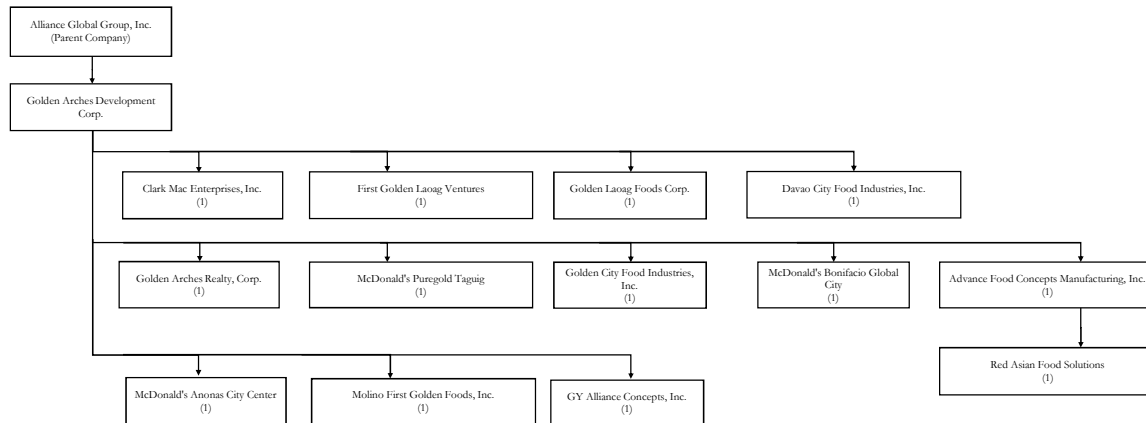 Alliance Global Group, Inc.
(Parent Company)
Golden Arches Development
Corp.
Clark Mac Enterprises, Inc.
(1)
First Golden Laoag Ventures
(1)
Golden Laoag Foods Corp.
(1)
Davao City Food Industries, Inc.
(1)
Golden Arches Realty, Corp.
(1)
McDonald's Puregold Taguig
(1)
Golden City Food Industries,
Inc.
(1)
McDonald's Bonifacio Global
City
(1)
Advance Food Concepts Manufacturing, Inc.
(1)
Red Asian Food Solutions
(1)
McDonald's Anonas City Center
(1)
Molino First Golden Foods, Inc.
(1)
GY Alliance Concepts, Inc.
(1)